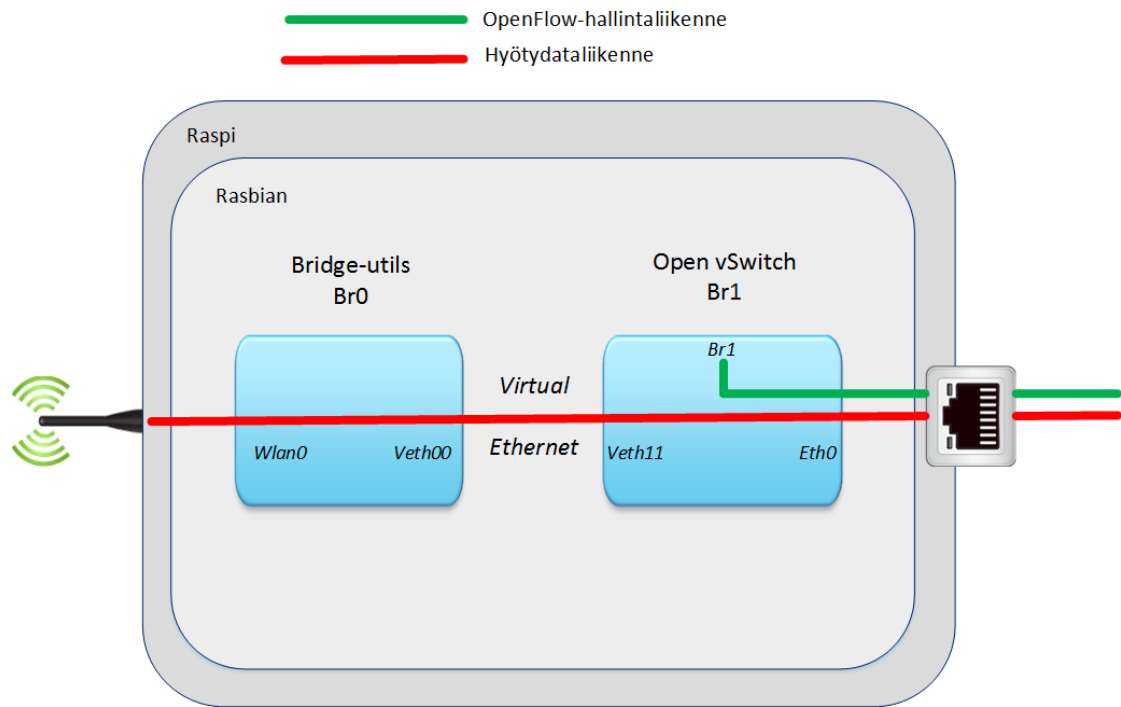 OpenFlow-hallintaliikenne
Hyötydataliikenne
Raspi
Rasbian
Bridge-utils
Br0
Open vSwitch
Br1
Br1
Virtual
Ethernet
Wlan0
Veth00
Veth11
Eth0